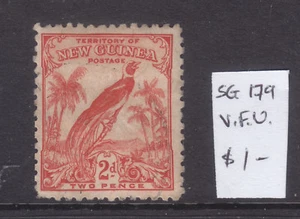 TERRITORY OF
NEW GUINEA
POSTAGE
2d
TWO PENCE
SG 179
V.F.U.
$1-